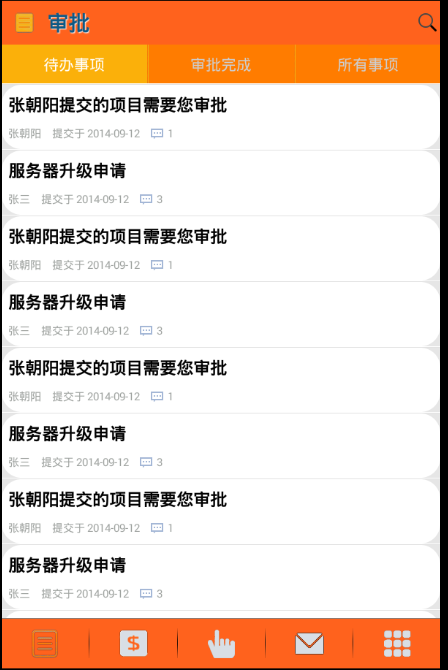 审批
待办事项 审批完成 所有事项
张朝阳提交的项目需要您审批
张朝阳 提交于 2014-09-12 1
服务器升级申请
张三 提交于 2014-09-12 3
张朝阳提交的项目需要您审批
张朝阳 提交于 2014-09-12 1
服务器升级申请
张三 提交于 2014-09-12 3
张朝阳提交的项目需要您审批
张朝阳 提交于 2014-09-12 1
服务器升级申请
张三 提交于 2014-09-12 3
张朝阳提交的项目需要您审批
张朝阳 提交于 2014-09-12 1
服务器升级申请
张三 提交于 2014-09-12 3
$